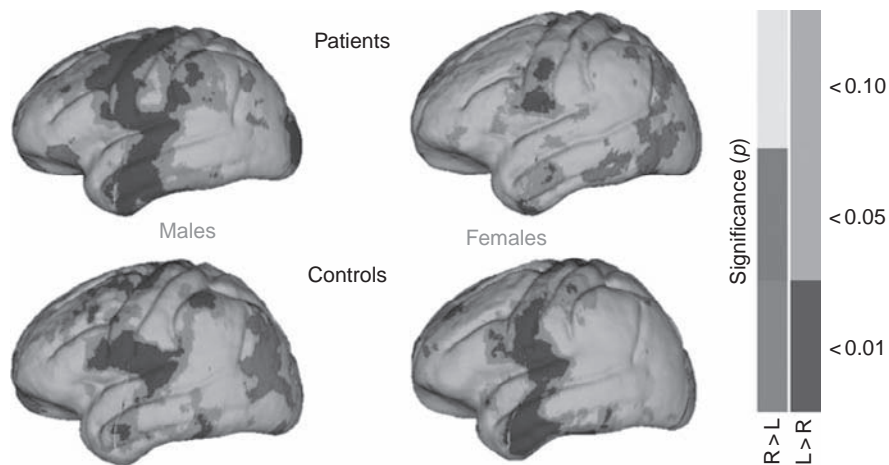 Patients
Males
Females
Controls
Significance (p)
< 0.10
< 0.05
< 0.01
R > L
L > R